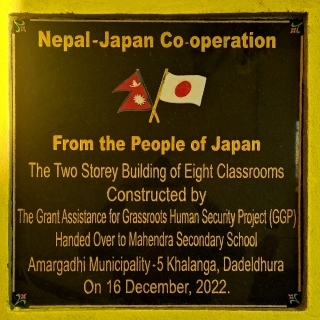 Nepal-Japan Co-operation
From the People of Japan
The Two Storey Building of Eight Classrooms
Constructed by
The Grant Assistance for Grassroots Human Security Project (GGP)
Handed Over to Mahendra Secondary School
Amargadhi Municipality-5 Khalanga, Dadeldhura
On 16 December, 2022.